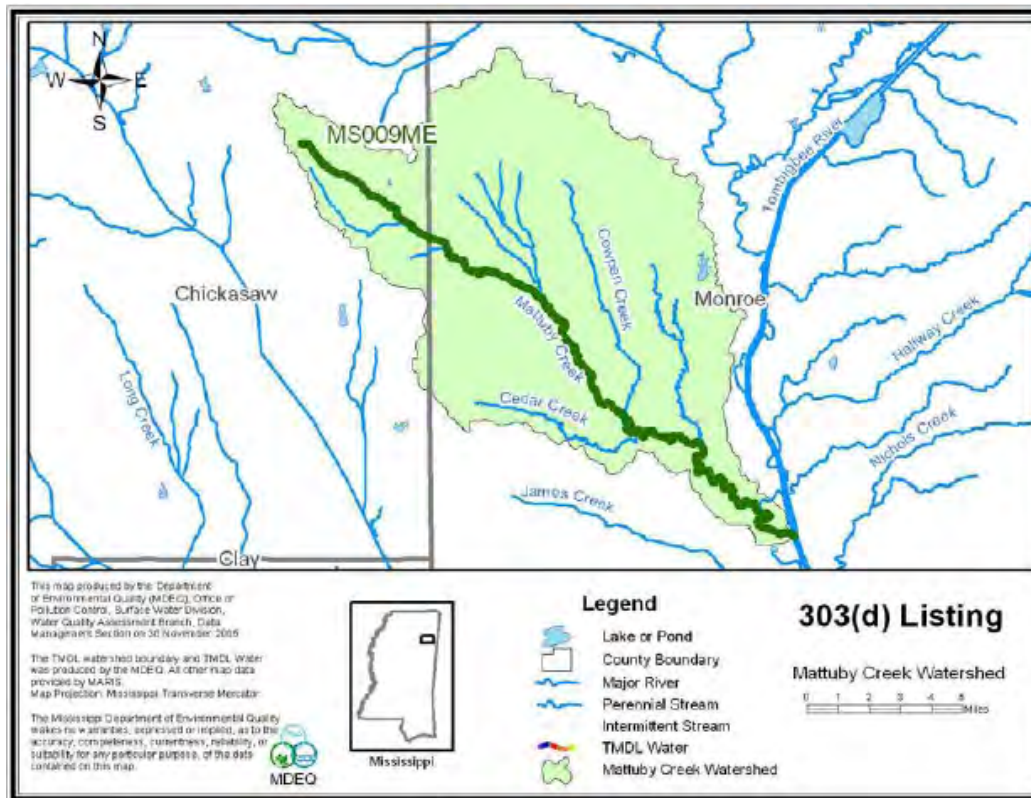 N
W E
S
MS009ME
Tombigbee River
Chickasaw
Monroe
Cowpen Creek
Mattuby Creek
Halfway Creek
Long Creek
Cedar Creek
Nichols Creek
James Creek
Clay
This map produced by the Department
of Environmental Quality (MDEQ), Office of
Pollution Control, Surface Water Division,
Water Quality Assessment Branch, Data
Management Section on 30 November 2005
The TMDL watershed boundary and TMDL Water
was produced by the MDEQ. All other map data
provided by MARIS.
Map Projection: Mississippi Transverse Mercator
The Mississippi Department of Environmental Quality
makes no warranties, expressed or implied, as to the
accuracy, completeness, currentness, reliability, or
suitability for any particular purpose, of the data
contained on this map.
MDEQ
Mississippi
Legend
Lake or Pond
County Boundary
Major River
Perennial Stream
Intermittent Stream
TMDL Water
Mattuby Creek Watershed
303(d) Listing
Mattuby Creek Watershed
0 1 2 3 4 5
Miles